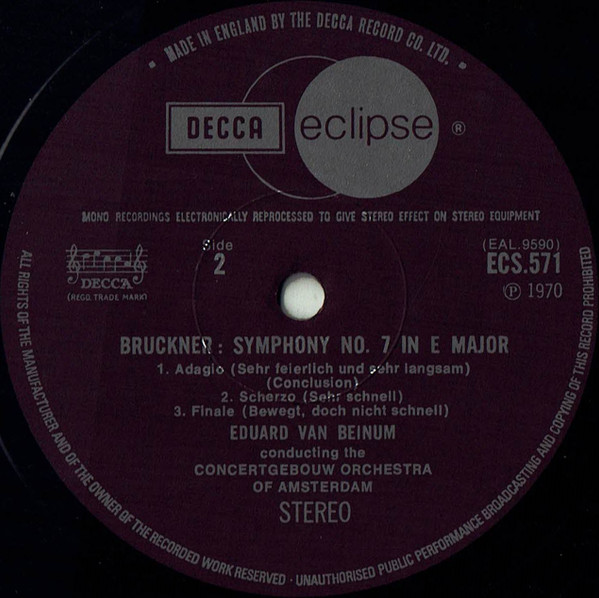 • MADE IN ENGLAND BY THE DECCA RECORD CO. LTD. •
DECCA eclipse ®
MONO RECORDINGS ELECTRONICALLY REPROCESSED TO GIVE STEREO EFFECT ON STEREO EQUIPMENT
Side
2
(EAL.9590)
ECS.571
℗ 1970
DECCA
(REGD. TRADE MARK)
BRUCKNER: SYMPHONY NO. 7 IN E MAJOR
1. Adagio (Sehr feierlich und sehr langsam)
(Conclusion)
2. Scherzo (Sehr schnell)
3. Finale (Bewegt, doch nicht schnell)
EDUARD VAN BEINUM
conducting the
CONCERTGEBOUW ORCHESTRA
OF AMSTERDAM
STEREO
ALL RIGHTS OF THE MANUFACTURER AND OF THE OWNER OF THE RECORDED WORK RESERVED · UNAUTHORISED PUBLIC PERFORMANCE BROADCASTING AND COPYING OF THIS RECORD PROHIBITED